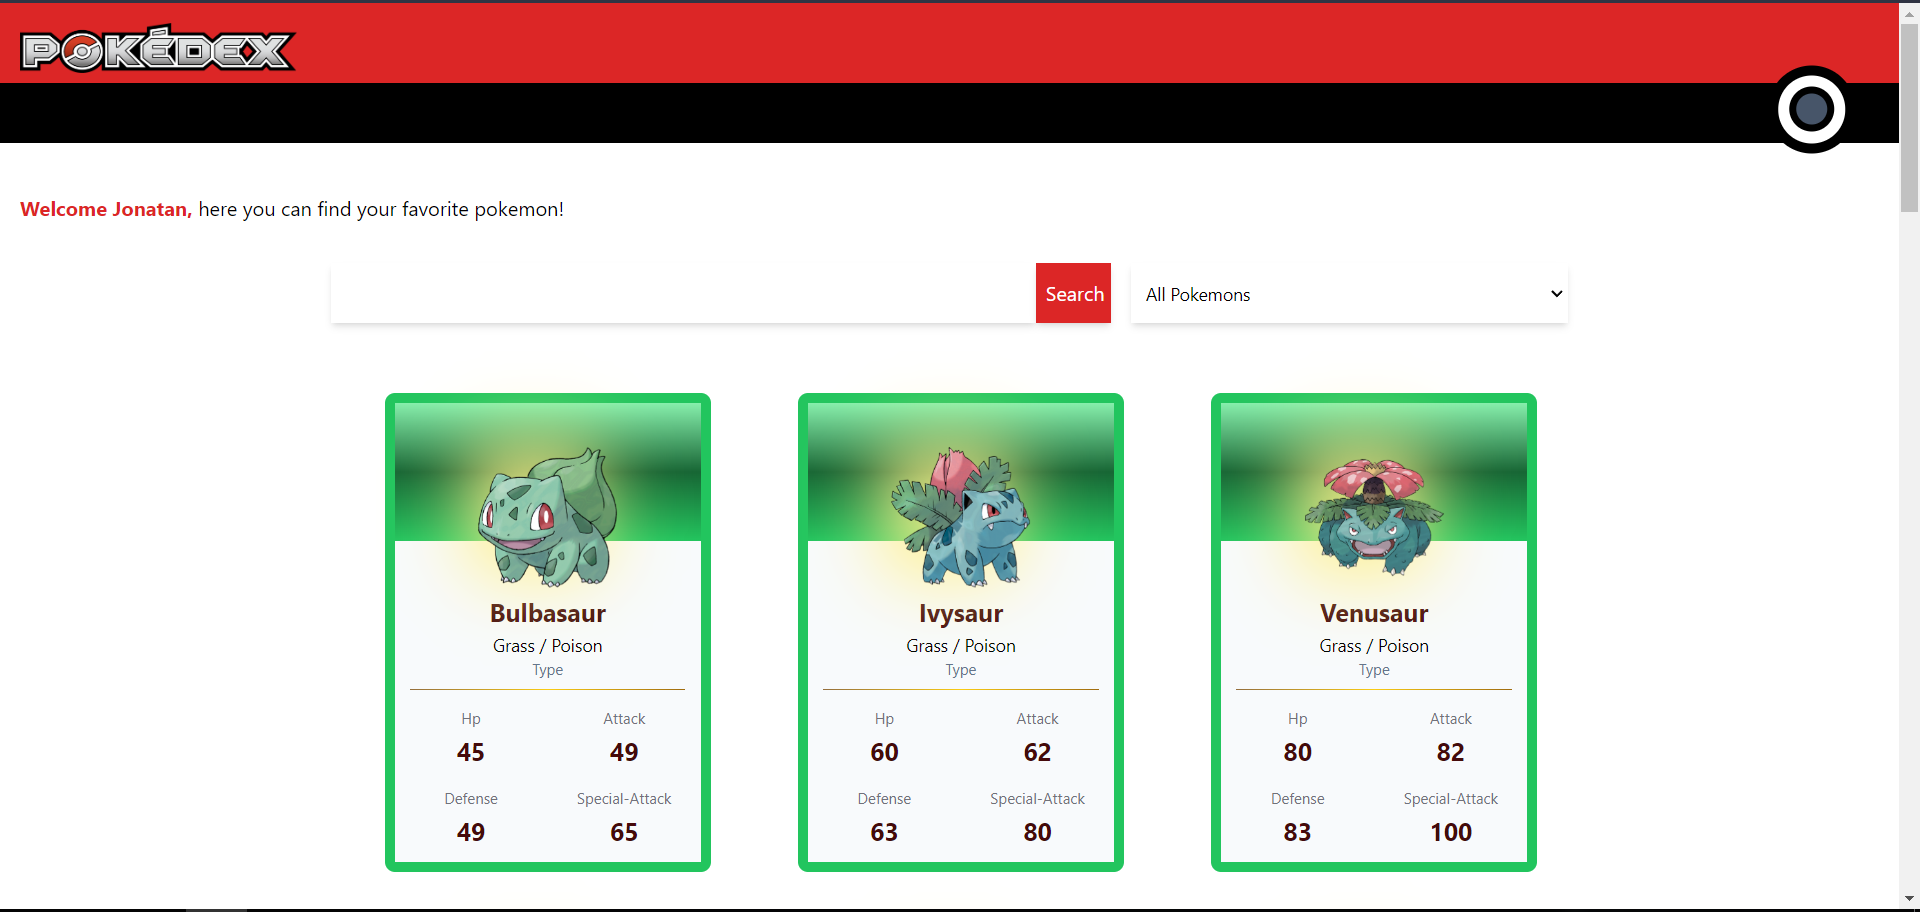 POKÉDEX
Welcome Jonatan, here you can find your favorite pokemon!
Search
All Pokemons
Bulbasaur
Grass / Poison
Type
Hp Attack
45 49
Defense Special-Attack
49 65
Ivysaur
Grass / Poison
Type
Hp Attack
60 62
Defense Special-Attack
63 80
Venusaur
Grass / Poison
Type
Hp Attack
80 82
Defense Special-Attack
83 100